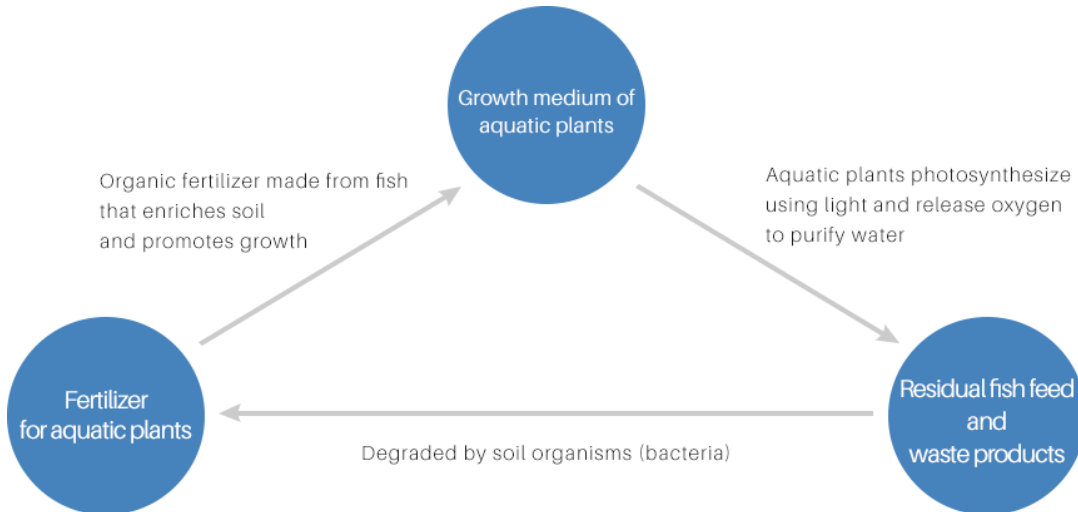 Growth medium of
aquatic plants
Organic fertilizer made from fish
that enriches soil
and promotes growth
Aquatic plants photosynthesize
using light and release oxygen
to purify water
Fertilizer
for aquatic plants
Residual fish feed
and
waste products
Degraded by soil organisms (bacteria)